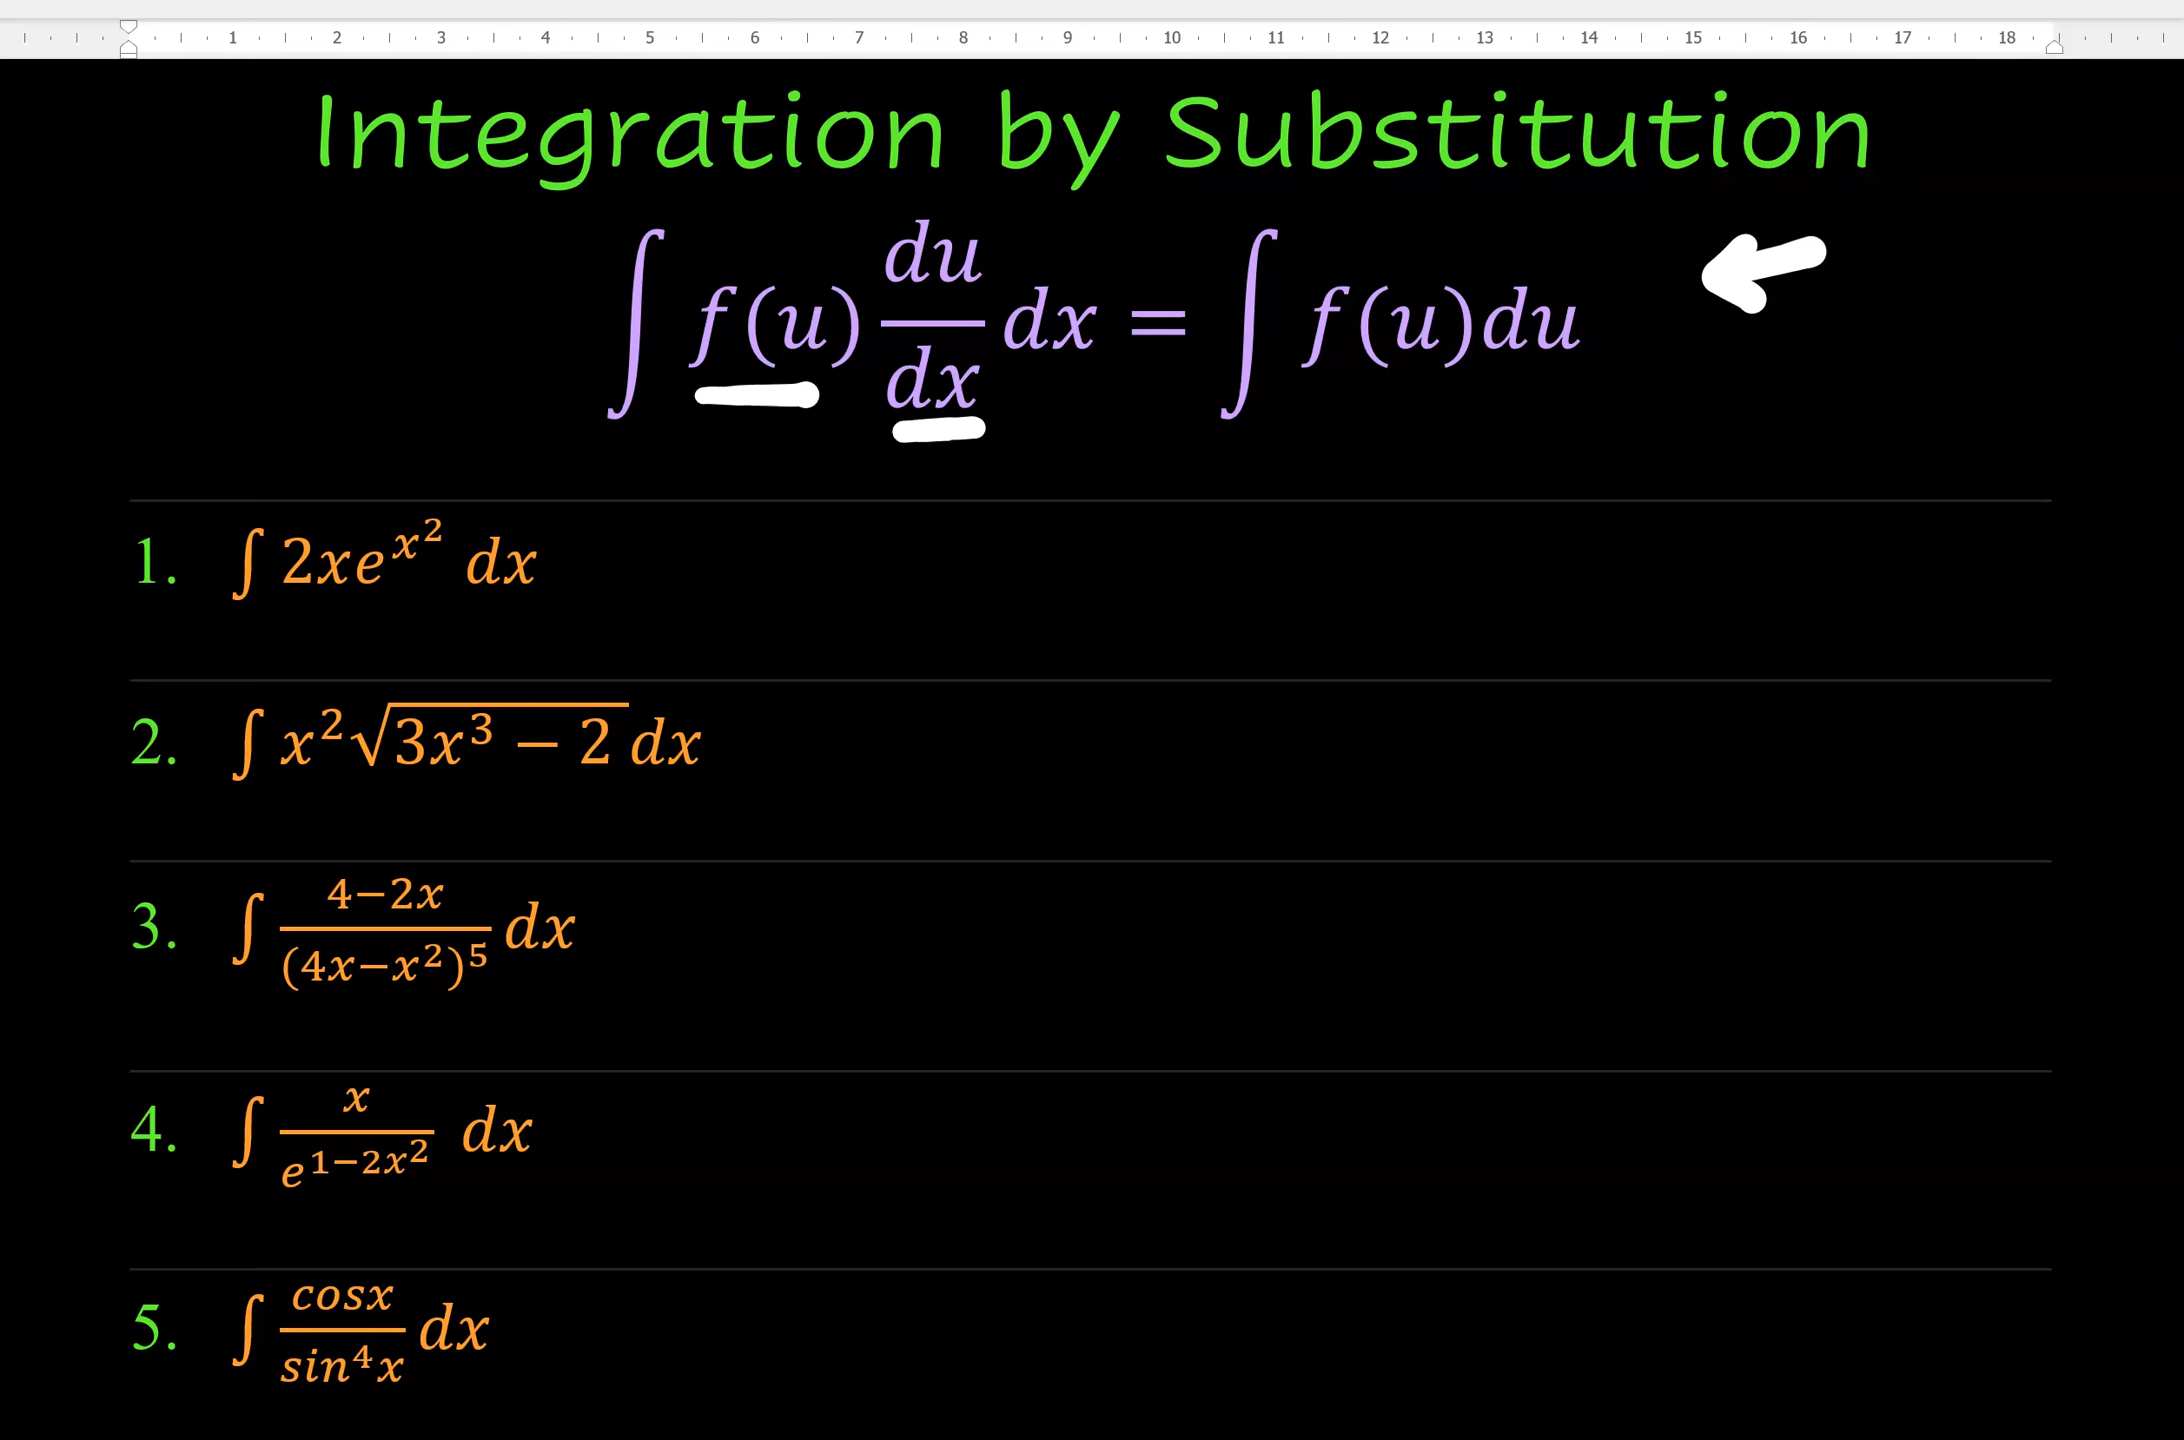 1 2 3 4 5 6 7 8 9 10 11 12 13 14 15 16 17 18
Integration by Substitution
∫ f(u) du/dx dx = ∫ f(u)du
1. ∫ 2xe^{x^2} dx
2. ∫ x^2√(3x^3 − 2) dx
3. ∫ (4−2x)/(4x−x^2)^5 dx
4. ∫ x/e^{1−2x^2} dx
5. ∫ cosx/sin^4x dx